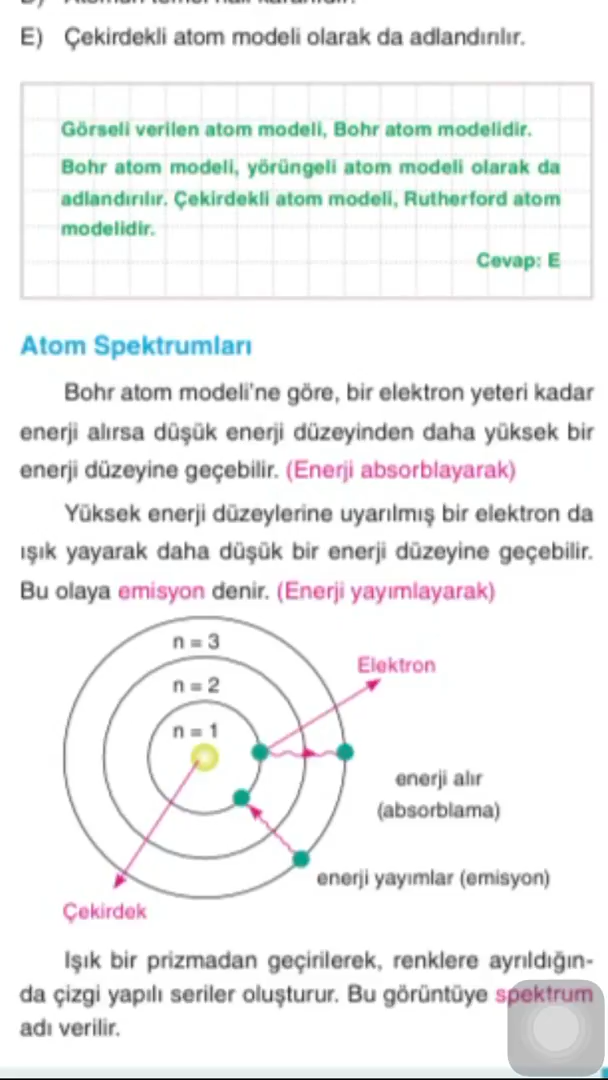 E) Çekirdekli atom modeli olarak da adlandırılır.
Görseli verilen atom modeli, Bohr atom modelidir.
Bohr atom modeli, yörüngeli atom modeli olarak da
adlandırılır. Çekirdekli atom modeli, Rutherford atom
modelidir.
Cevap: E
Atom Spektrumları
Bohr atom modeli'ne göre, bir elektron yeteri kadar
enerji alırsa düşük enerji düzeyinden daha yüksek bir
enerji düzeyine geçebilir. (Enerji absorblayarak)
Yüksek enerji düzeylerine uyarılmış bir elektron da
ışık yayarak daha düşük bir enerji düzeyine geçebilir.
Bu olaya emisyon denir. (Enerji yayımlayarak)
n = 3
Elektron
n = 2
n = 1
enerji alır
(absorblama)
enerji yayımlar (emisyon)
Çekirdek
Işık bir prizmadan geçirilerek, renklere ayrıldığın-
da çizgi yapılı seriler oluşturur. Bu görüntüye spektrum
adı verilir.